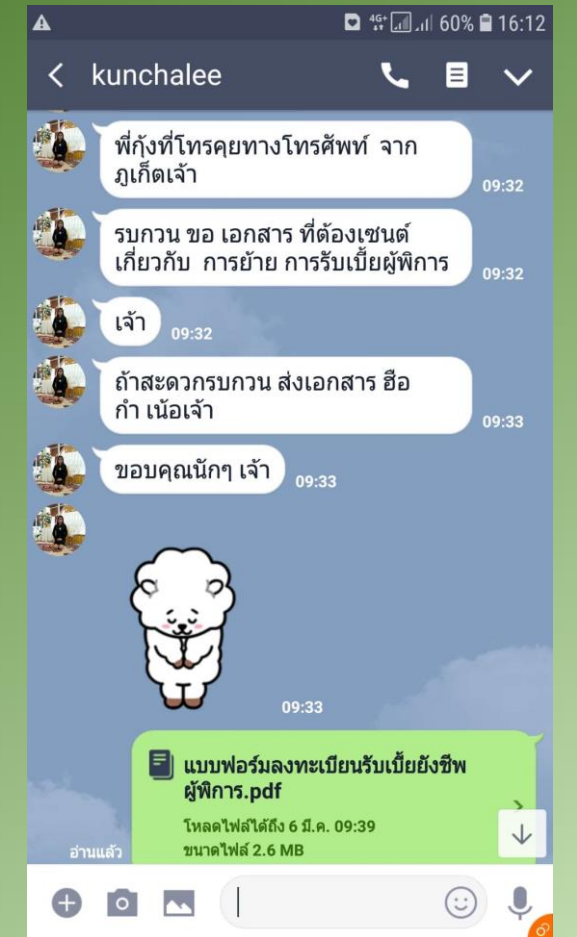 4G+ 60% 16:12
kunchalee
พี่กุ้งที่โทรคุยทางโทรศัพท์ จาก
ภูเก็ตเจ้า
09:32
รบกวน ขอ เอกสาร ที่ต้องเซนต์
เกี่ยวกับ การย้าย การรับเบี้ยผู้พิการ
09:32
เจ้า
09:32
ถ้าสะดวกรบกวน ส่งเอกสาร ฮือ
กำ เน้อเจ้า
09:33
ขอบคุณนักๆ เจ้า
09:33
09:33
แบบฟอร์มลงทะเบียนรับเบี้ยยังชีพ
ผู้พิการ.pdf
โหลดไฟล์ได้ถึง 6 มี.ค. 09:39
อ่านแล้ว
ขนาดไฟล์ 2.6 MB